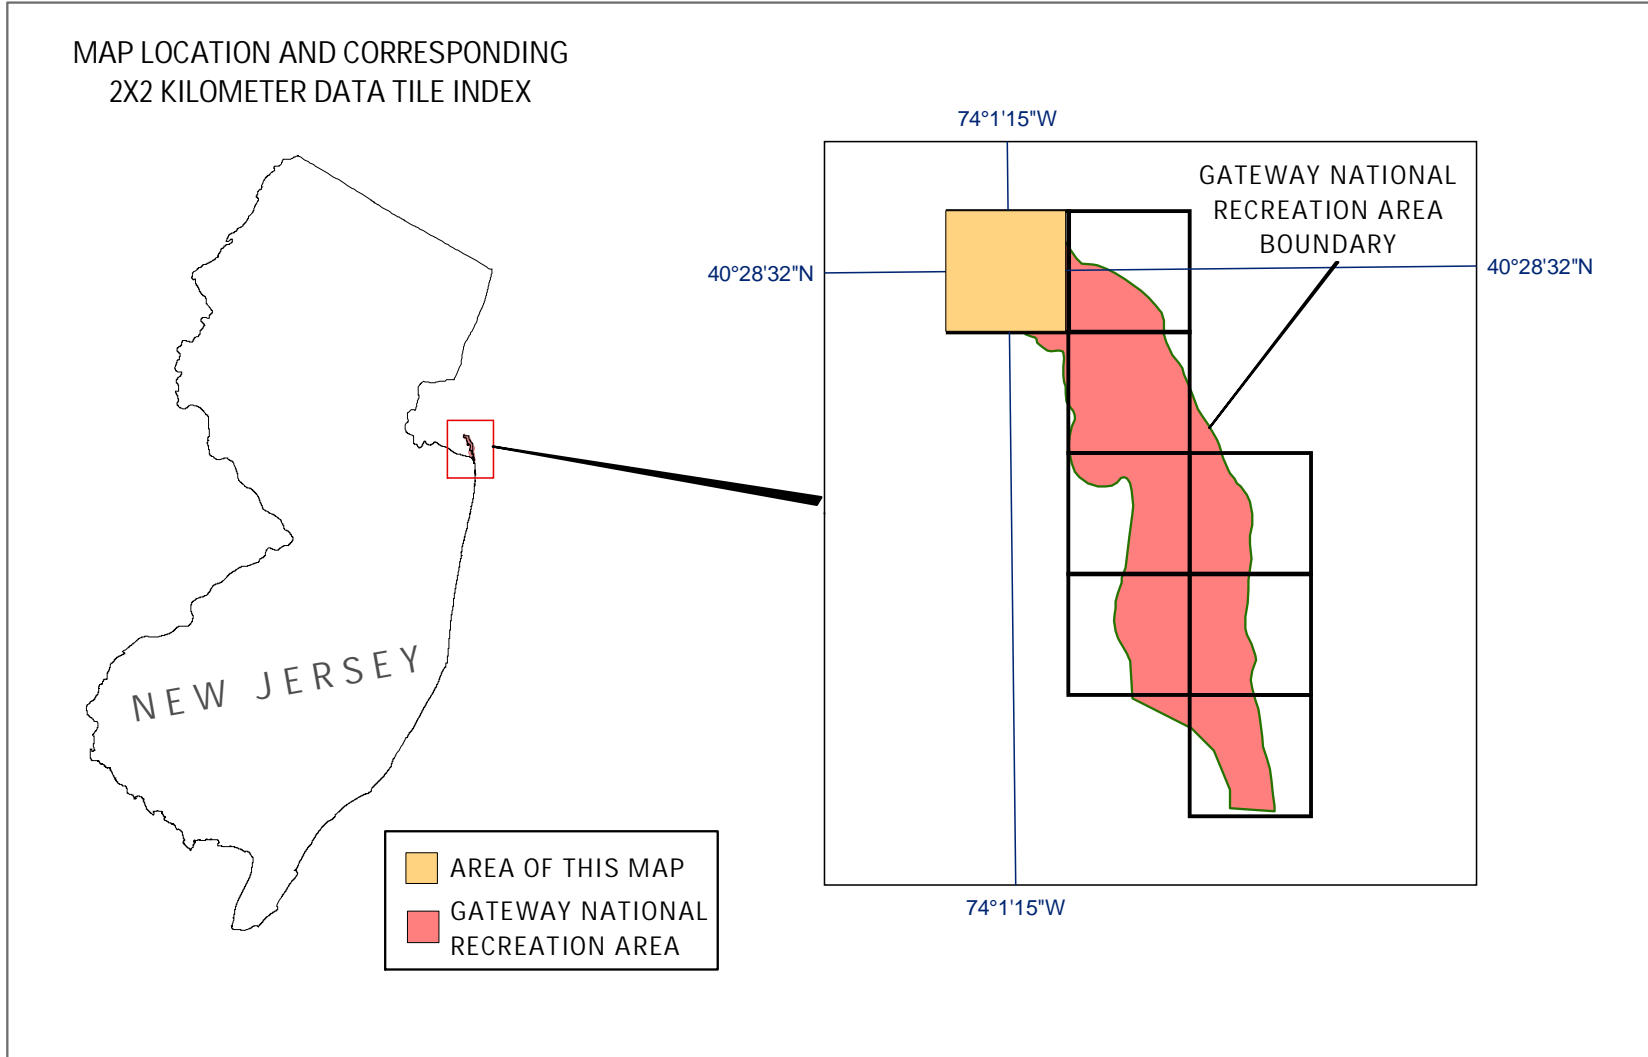 MAP LOCATION AND CORRESPONDING
2X2 KILOMETER DATA TILE INDEX
74°1'15"W
GATEWAY NATIONAL
RECREATION AREA
BOUNDARY
40°28'32"N
40°28'32"N
NEW JERSEY
AREA OF THIS MAP
GATEWAY NATIONAL
RECREATION AREA
74°1'15"W